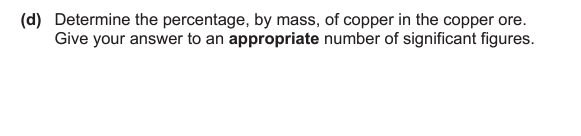 (d) Determine the percentage, by mass, of copper in the copper ore.
Give your answer to an appropriate number of significant figures.